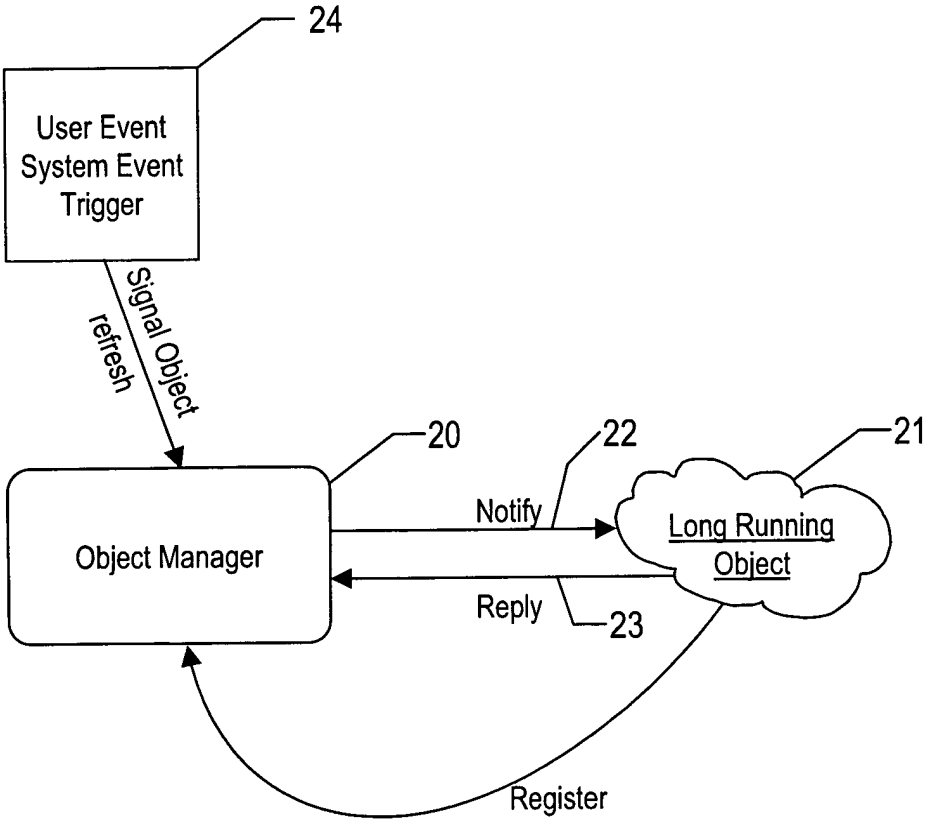 24
User Event
System Event
Trigger
Signal Object
refresh
20
22
21
Notify
Long Running
Object
Object Manager
Reply
23
Register